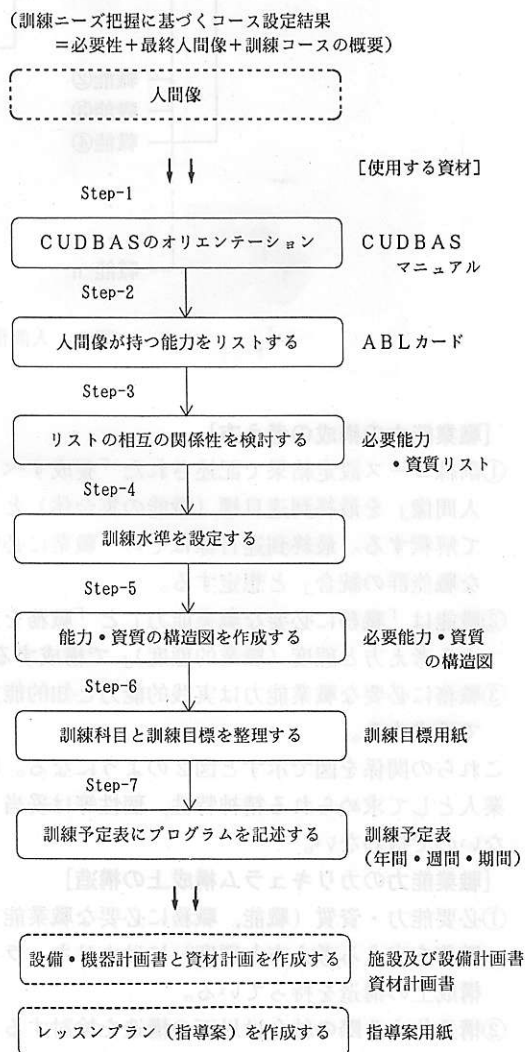 (訓練ニーズ把握に基づくコース設定結果
=必要性+最終人間像+訓練コースの概要)
人間像
[使用する資材]
Step-1
CUDBASのオリエンテーション
CUDBAS
マニュアル
Step-2
人間像が持つ能力をリストする
ABLカード
Step-3
リストの相互の関係性を検討する
必要能力
・資質リスト
Step-4
訓練水準を設定する
Step-5
能力・資質の構造図を作成する
必要能力・資質
の構造図
Step-6
訓練科目と訓練目標を整理する
訓練目標用紙
Step-7
訓練予定表にプログラムを記述する
訓練予定表
(年間・週間・期間)
設備・機器計画書と資材計画を作成する
施設及び設備計画書
資材計画書
レッスンプラン(指導案)を作成する
指導案用紙